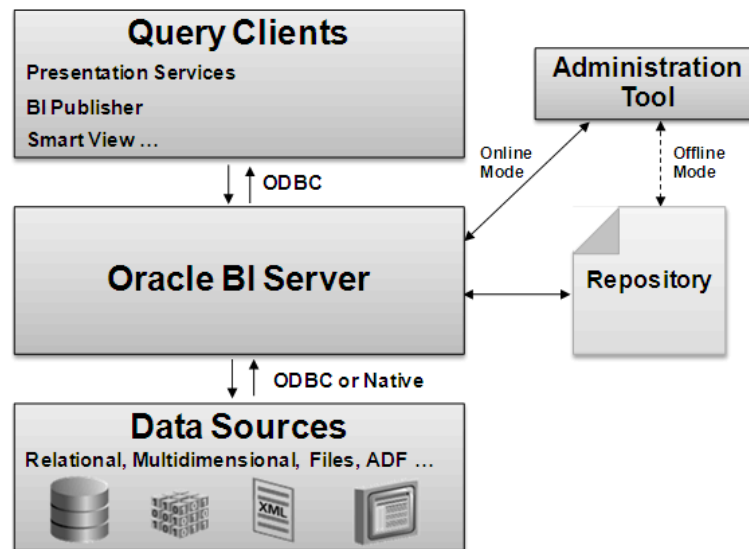 Query Clients
Presentation Services
BI Publisher
Smart View ...
Administration
Tool
Online
Mode
Offline
Mode
ODBC
Oracle BI Server
Repository
ODBC or Native
Data Sources
Relational, Multidimensional, Files, ADF ...
XML